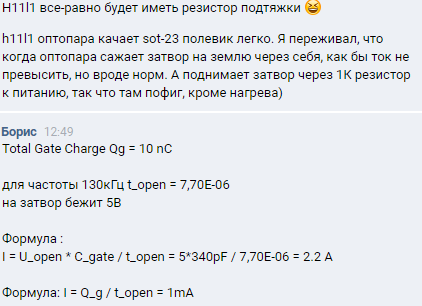 H11l1 все-равно будет иметь резистор подтяжки 😆
h11l1 оптопара качает sot-23 полевик легко. Я переживал, что
когда оптопара сажает затвор на землю через себя, как бы ток не
превысить, но вроде норм. А поднимает затвор через 1К резистор
к питанию, так что там пофиг, кроме нагрева)
Борис 12:49
Total Gate Charge Qg = 10 nC
для частоты 130кГц t_open = 7,70E-06
на затвор бежит 5В
Формула :
I = U_open * C_gate / t_open = 5*340pF / 7,70E-06 = 2.2 A
Формула: I = Q_g / t_open = 1mA